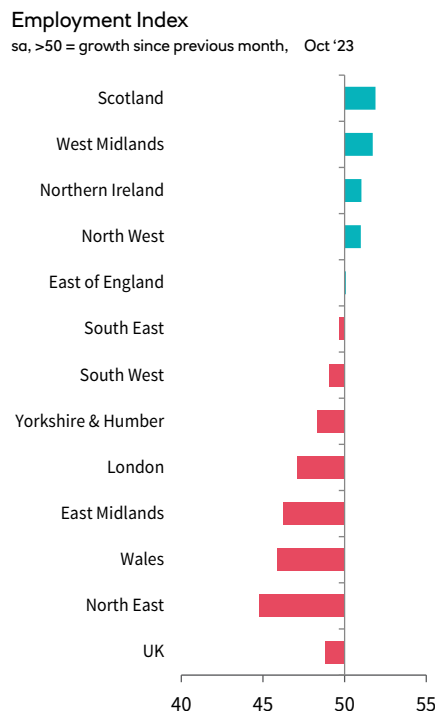 Employment Index
sa, >50 = growth since previous month, Oct ‘23
Scotland
West Midlands
Northern Ireland
North West
East of England
South East
South West
Yorkshire & Humber
London
East Midlands
Wales
North East
UK
40 45 50 55